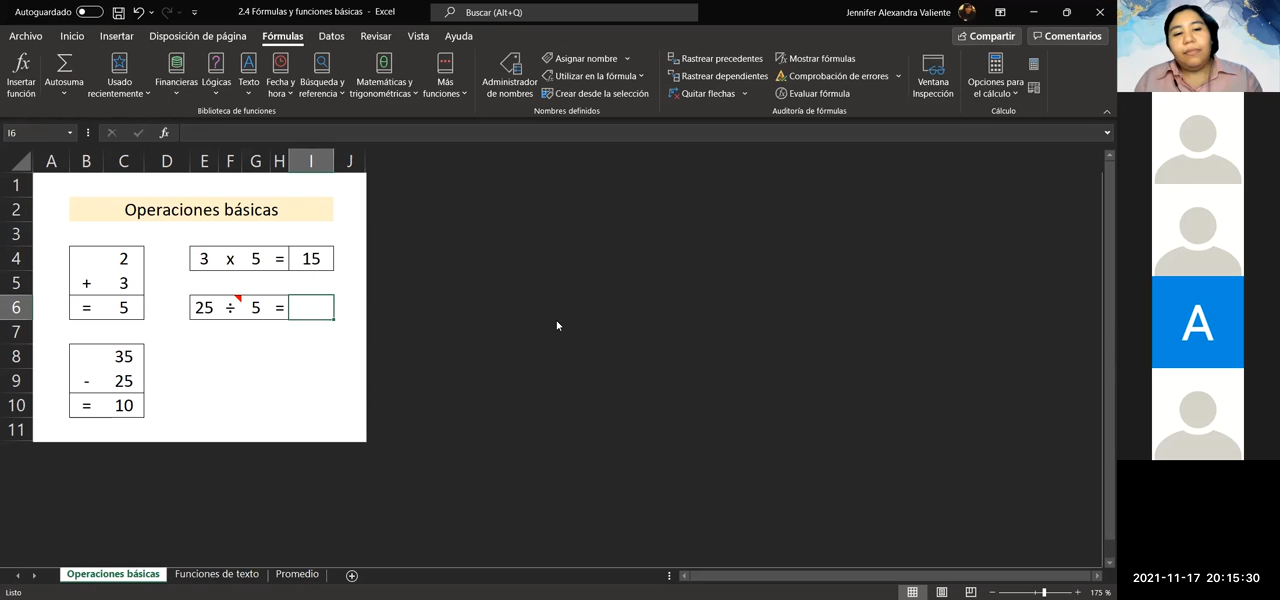 Autoguardado
2.4 Fórmulas y funciones básicas - Excel
Buscar (Alt+Q)
Jennifer Alexandra Valiente
Archivo Inicio Insertar Disposición de página Fórmulas Datos Revisar Vista Ayuda
Compartir Comentarios
Insertar función
Autosuma
Usado recientemente
Financieras
Lógicas
Texto
Fecha y hora
Búsqueda y referencia
Matemáticas y trigonométricas
Más funciones
Biblioteca de funciones
Administrador de nombres
Asignar nombre
Utilizar en la fórmula
Crear desde la selección
Nombres definidos
Rastrear precedentes
Rastrear dependientes
Quitar flechas
Mostrar fórmulas
Comprobación de errores
Evaluar fórmula
Auditoría de fórmulas
Ventana Inspección
Opciones para el cálculo
Cálculo
I6
fx
A B C D E F G H I J
1
2 Operaciones básicas
3
4 2 3 x 5 = 15
5 + 3
6 = 5 25 ÷ 5 =
7
8 35
9 - 25
10 = 10
11
A
Operaciones básicas Funciones de texto Promedio
Listo
175 %
2021-11-17 20:15:30